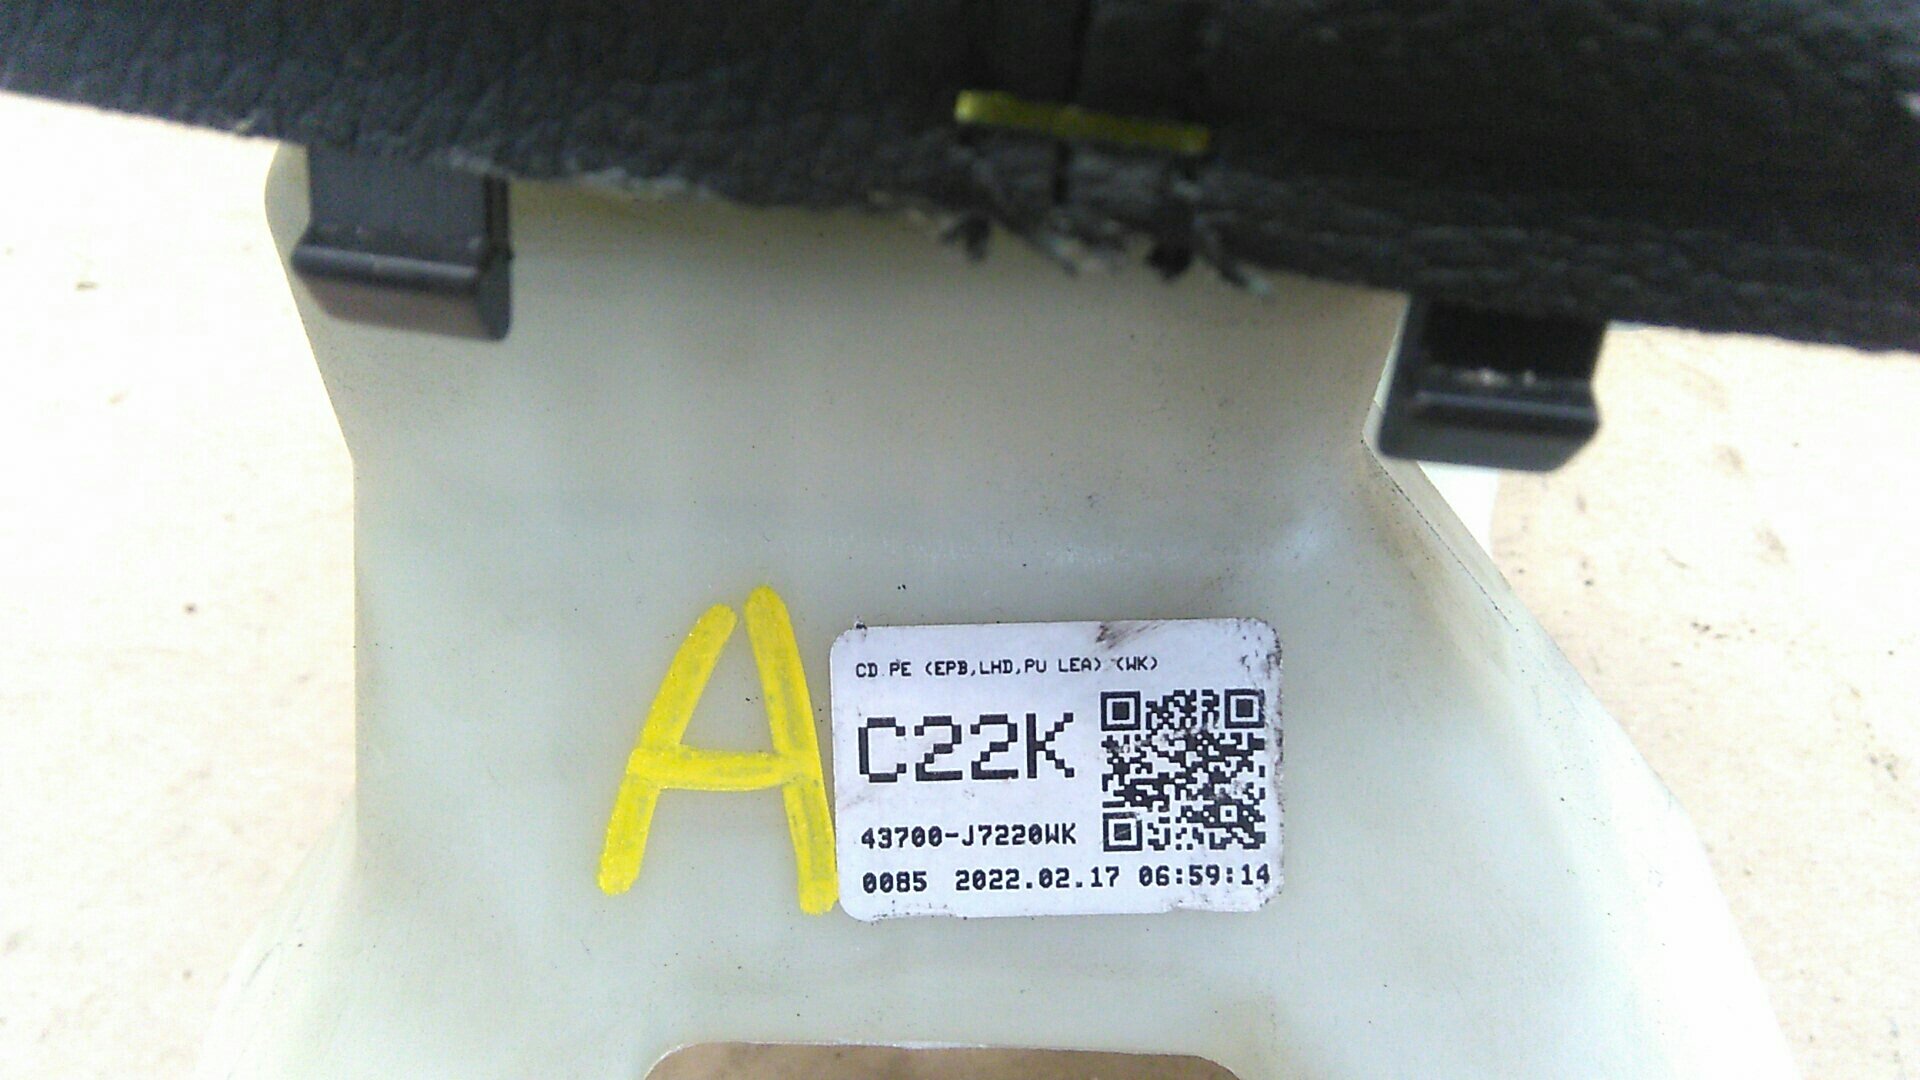 A
CD PE (EPB,LHD,PU LEA) (WK)
C22K
43700-J7220WK
0085 2022.02.17 06:59:14